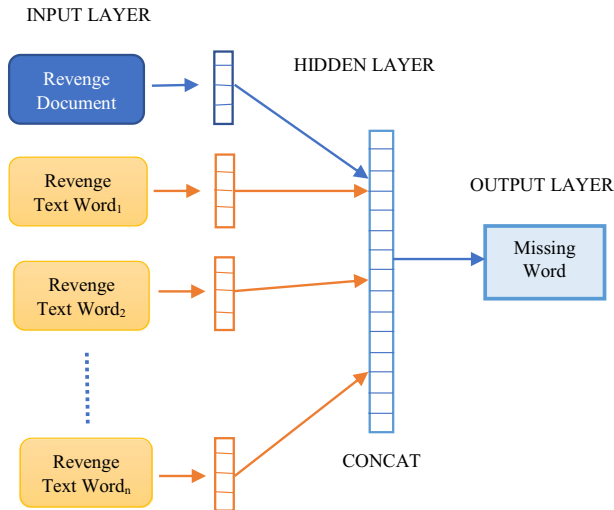 INPUT LAYER
HIDDEN LAYER
Revenge
Document
Revenge
Text Word₁
OUTPUT LAYER
Missing
Word
Revenge
Text Word₂
Revenge
Text Wordₙ
CONCAT